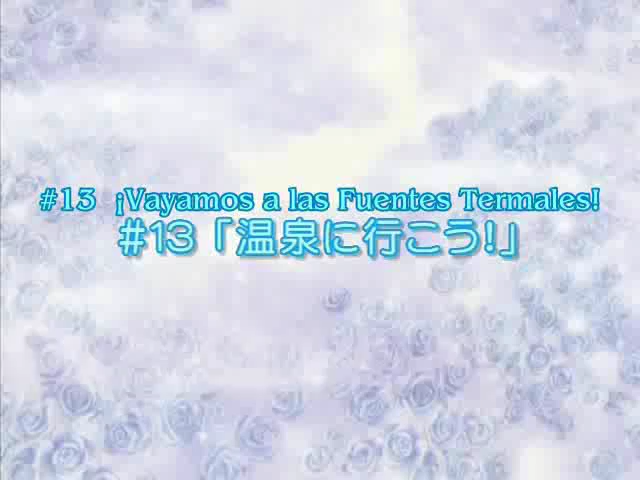 #13 ¡Vayamos a las Fuentes Termales!
#13「温泉に行こう!」